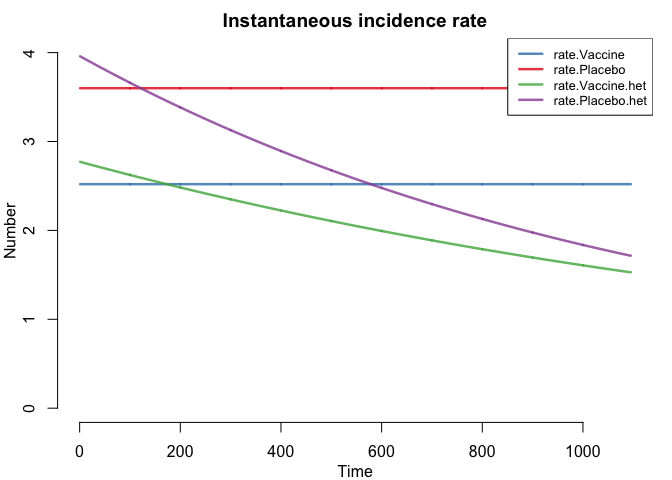 Instantaneous incidence rate
rate.Vaccine
rate.Placebo
rate.Vaccine.het
rate.Placebo.het
Number
4
3
2
1
0
0 200 400 600 800 1000
Time